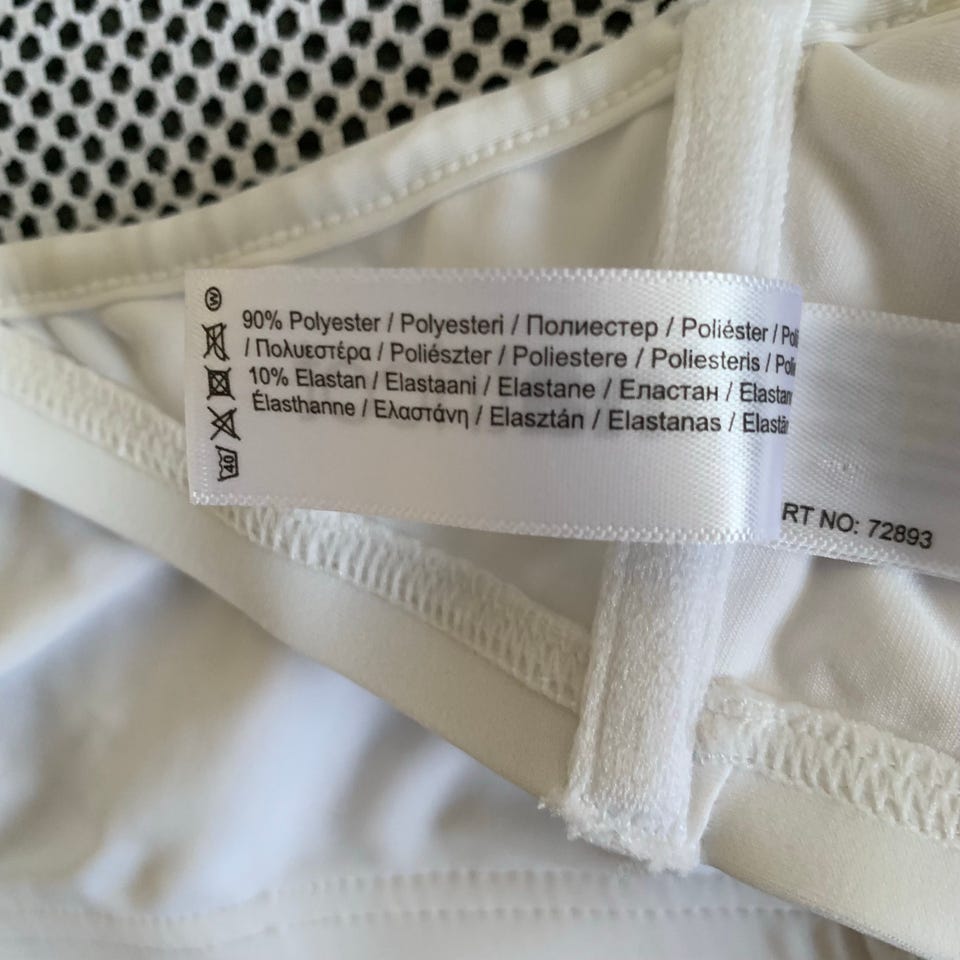 90% Polyester / Polyesteri / Полиестер / Poliéster /
/ Πολυεστέρα / Poliészter / Poliestere / Poliesteris /
10% Elastan / Elastaani / Elastane / Еластан /
Élasthanne / Ελαστάνη / Elasztán / Elastanas /
RT NO: 72893
W
40